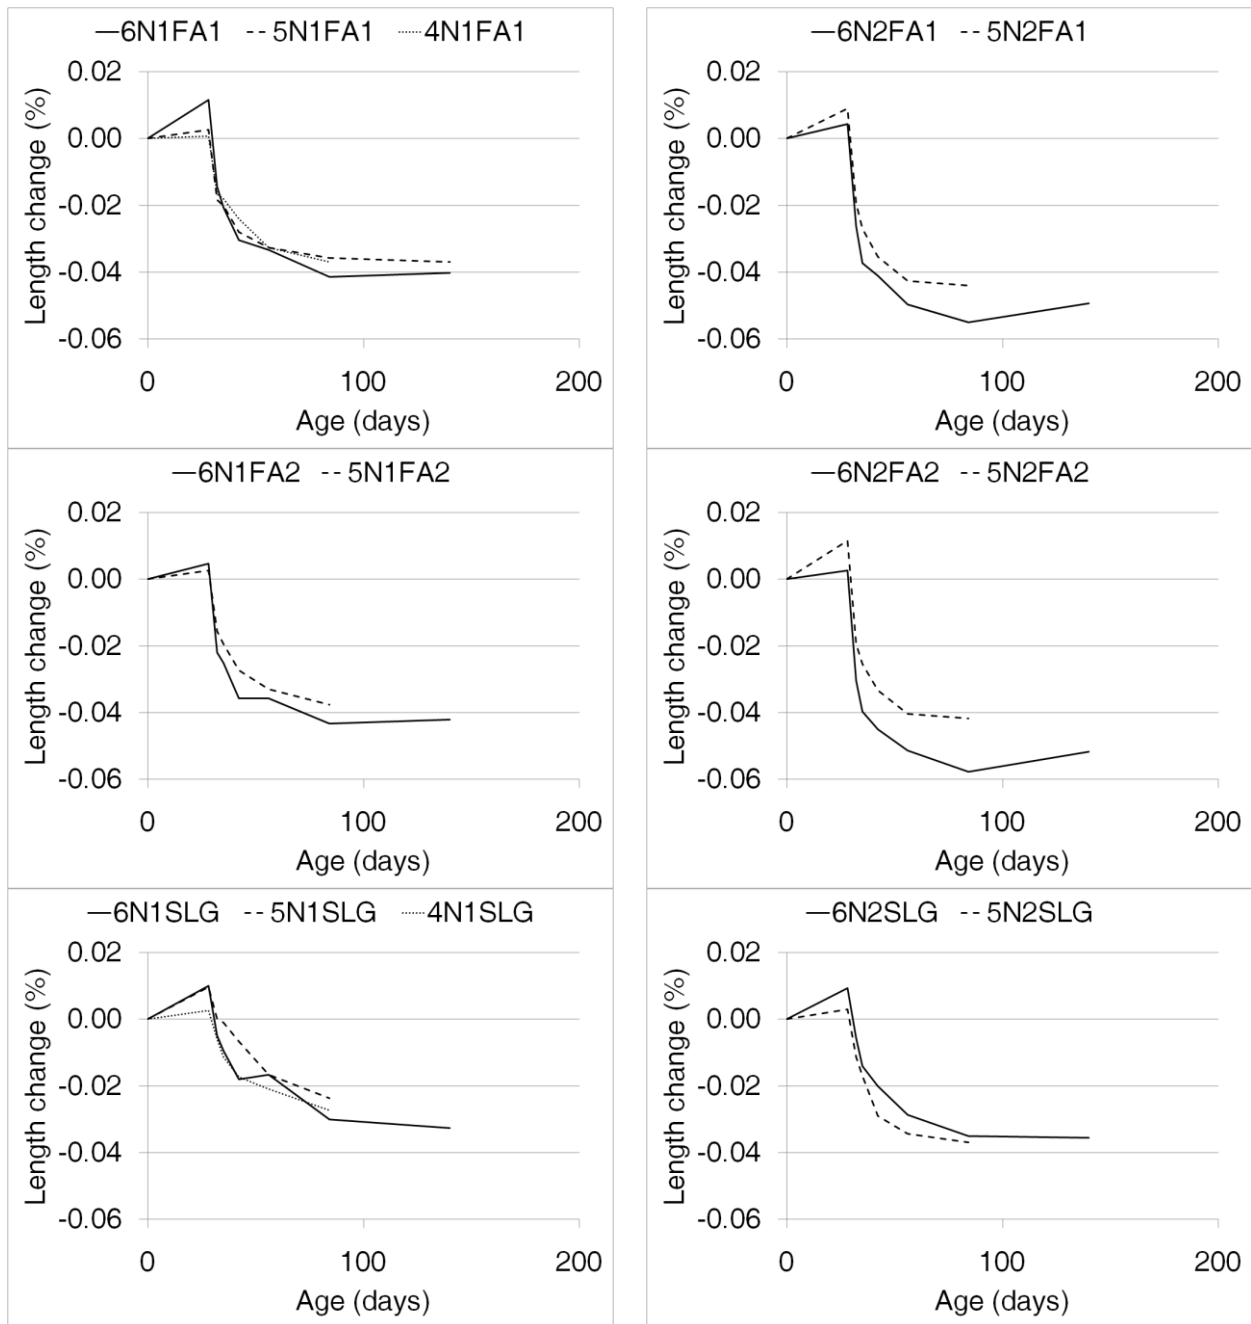 6N1FA1 5N1FA1 4N1FA1
0.02
0.00
-0.02
-0.04
-0.06
Length change (%)
0 100 200
Age (days)
6N2FA1 5N2FA1
0.02
0.00
-0.02
-0.04
-0.06
Length change (%)
0 100 200
Age (days)
6N1FA2 5N1FA2
0.02
0.00
-0.02
-0.04
-0.06
Length change (%)
0 100 200
Age (days)
6N2FA2 5N2FA2
0.02
0.00
-0.02
-0.04
-0.06
Length change (%)
0 100 200
Age (days)
6N1SLG 5N1SLG 4N1SLG
0.02
0.00
-0.02
-0.04
-0.06
Length change (%)
0 100 200
Age (days)
6N2SLG 5N2SLG
0.02
0.00
-0.02
-0.04
-0.06
Length change (%)
0 100 200
Age (days)